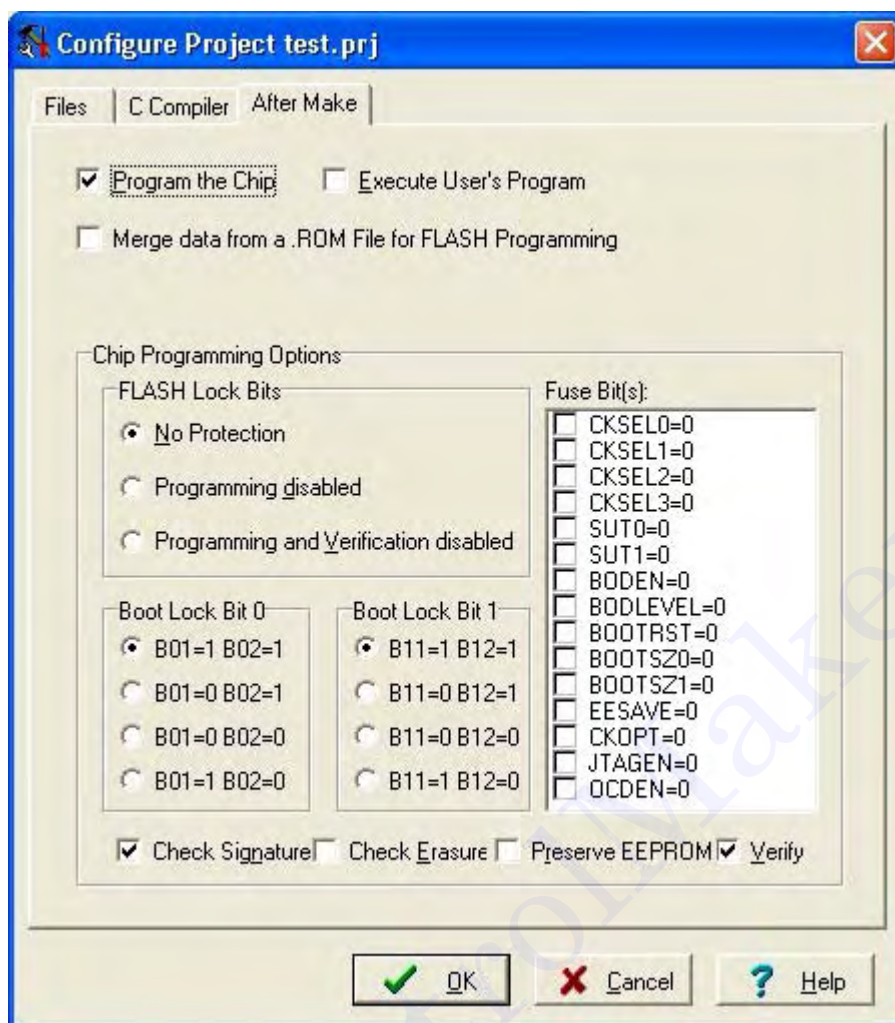 Configure Project test.prj
Files C Compiler After Make
Program the Chip Execute User's Program
Merge data from a .ROM File for FLASH Programming
Chip Programming Options
FLASH Lock Bits
No Protection
Programming disabled
Programming and Verification disabled
Boot Lock Bit 0
B01=1 B02=1
B01=0 B02=1
B01=0 B02=0
B01=1 B02=0
Boot Lock Bit 1
B11=1 B12=1
B11=0 B12=1
B11=0 B12=0
B11=1 B12=0
Fuse Bit(s):
CKSEL0=0
CKSEL1=0
CKSEL2=0
CKSEL3=0
SUT0=0
SUT1=0
BODEN=0
BODLEVEL=0
BOOTRST=0
BOOTSZ0=0
BOOTSZ1=0
EESAVE=0
CKOPT=0
JTAGEN=0
OCDEN=0
Check Signature Check Erasure Preserve EEPROM Verify
OK Cancel Help